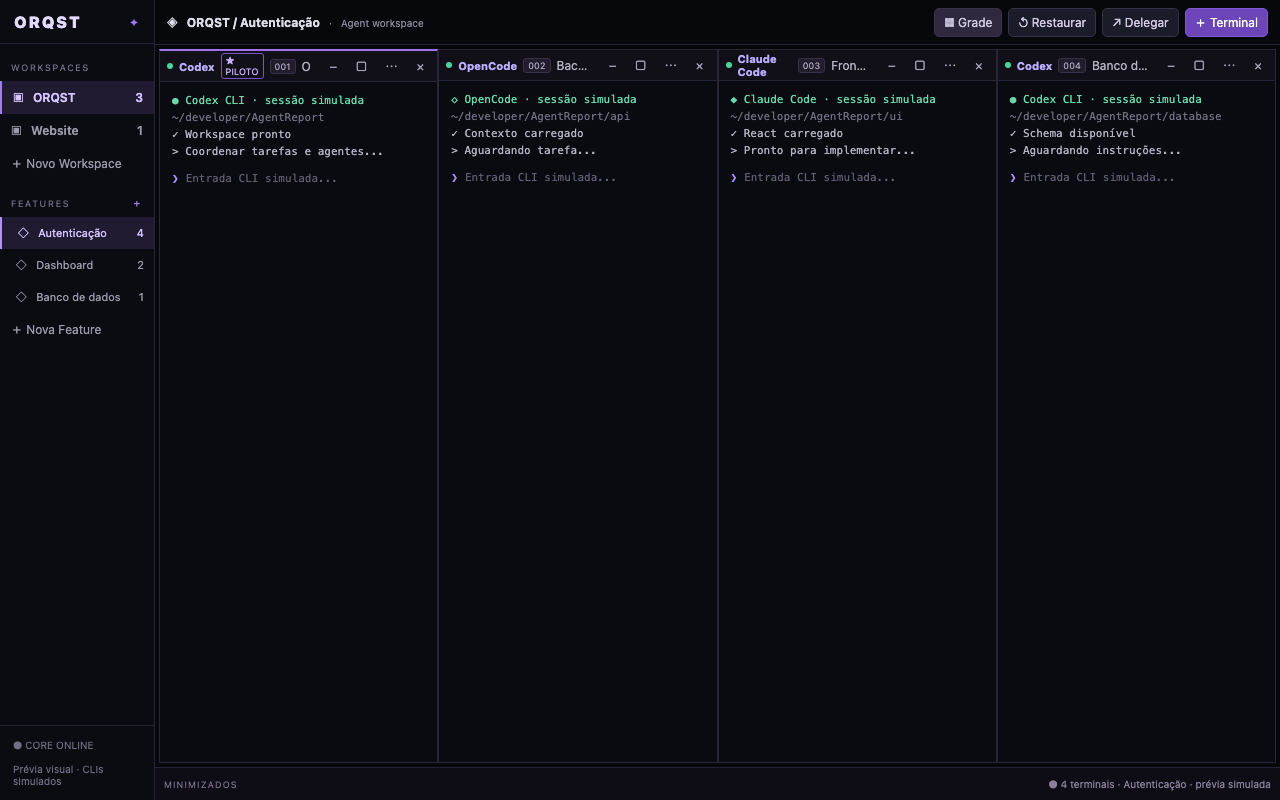 ORQST ✦
WORKSPACES
▣ ORQST 3
▣ Website 1
+ Novo Workspace
FEATURES +
◇ Autenticação 4
◇ Dashboard 2
◇ Banco de dados 1
+ Nova Feature
● CORE ONLINE
Prévia visual · CLIs
simulados
◈ ORQST / Autenticação · Agent workspace
▦ Grade
↺ Restaurar
↗ Delegar
+ Terminal
Codex ★ PILOTO 001 O − □ ··· ×
● Codex CLI · sessão simulada
~/developer/AgentReport
✓ Workspace pronto
> Coordenar tarefas e agentes...
❯ Entrada CLI simulada...
OpenCode 002 Bac... − □ ··· ×
◇ OpenCode · sessão simulada
~/developer/AgentReport/api
✓ Contexto carregado
> Aguardando tarefa...
❯ Entrada CLI simulada...
Claude Code 003 Fron... − □ ··· ×
◆ Claude Code · sessão simulada
~/developer/AgentReport/ui
✓ React carregado
> Pronto para implementar...
❯ Entrada CLI simulada...
Codex 004 Banco d... − □ ··· ×
● Codex CLI · sessão simulada
~/developer/AgentReport/database
✓ Schema disponível
> Aguardando instruções...
❯ Entrada CLI simulada...
MINIMIZADOS
● 4 terminais · Autenticação · prévia simulada